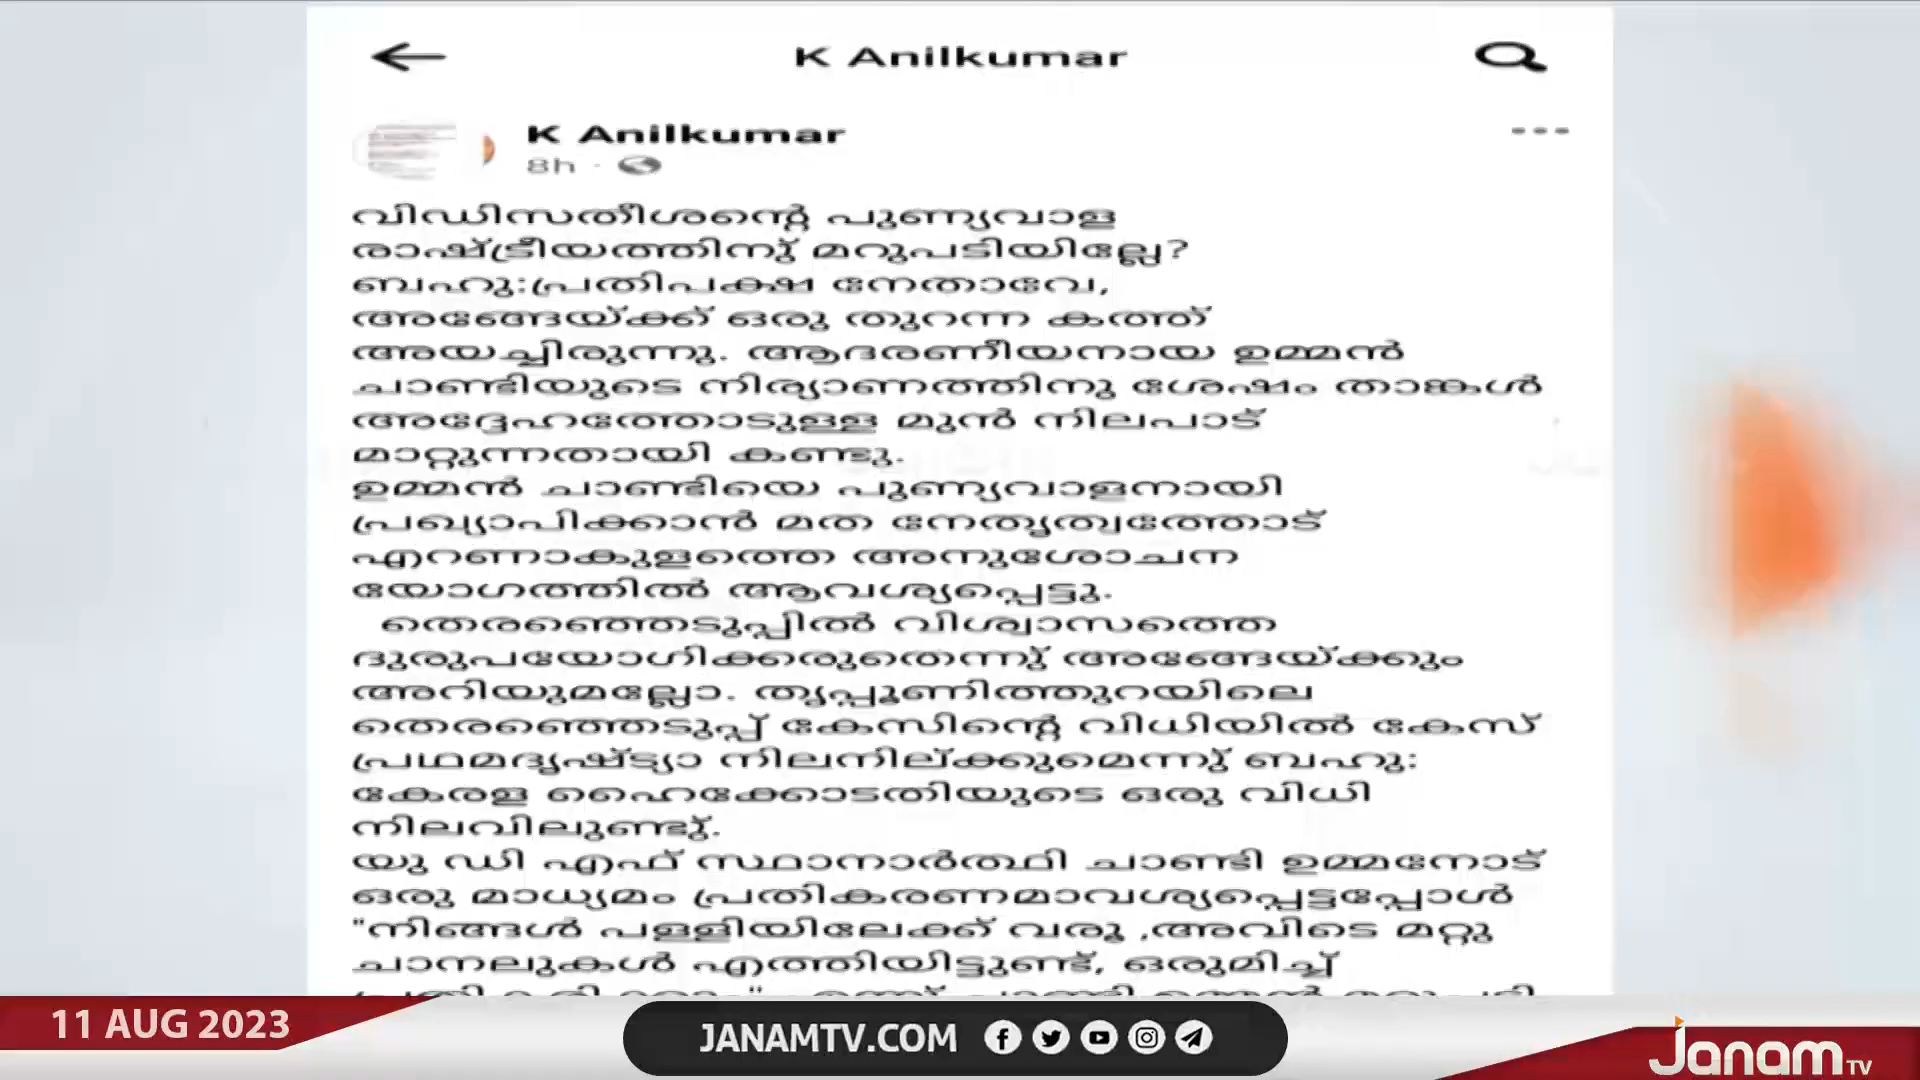 K Anilkumar
K Anilkumar
8h ·
വിഡിസതീശന്റെ പുണ്യവാള
രാഷ്ട്രീയത്തിനു് മറുപടിയില്ലേ?
ബഹു:പ്രതിപക്ഷ നേതാവേ,
അങ്ങേയ്ക്ക് ഒരു തുറന്ന കത്ത്
അയച്ചിരുന്നു. ആദരണീയനായ ഉമ്മൻ
ചാണ്ടിയുടെ നിര്യാണത്തിനു ശേഷം താങ്കൾ
അദ്ദേഹത്തോടുള്ള മുൻ നിലപാട്
മാറ്റുന്നതായി കണ്ടു.
ഉമ്മൻ ചാണ്ടിയെ പുണ്യവാളനായി
പ്രഖ്യാപിക്കാൻ മത നേതൃത്വത്തോട്
എറണാകുളത്തെ അനുശോചന
യോഗത്തിൽ ആവശ്യപ്പെട്ടു.
തെരഞ്ഞെടുപ്പിൽ വിശ്വാസത്തെ
ദുരുപയോഗിക്കരുതെന്നു് അങ്ങേയ്ക്കും
അറിയുമല്ലോ. തൃപ്പൂണിത്തുറയിലെ
തെരഞ്ഞെടുപ്പ് കേസിന്റെ വിധിയിൽ കേസ്
പ്രഥമദൃഷ്ട്യാ നിലനില്ക്കുമെന്നു് ബഹു:
കേരള ഹൈക്കോടതിയുടെ ഒരു വിധി
നിലവിലുണ്ടു്.
യു ഡി എഫ് സ്ഥാനാർത്ഥി ചാണ്ടി ഉമ്മനോട്
ഒരു മാധ്യമം പ്രതികരണമാവശ്യപ്പെട്ടപ്പോൾ
"നിങ്ങൾ പള്ളിയിലേക്ക് വരൂ ,അവിടെ മറ്റു
ചാനലുകൾ എത്തിയിട്ടുണ്ട്, ഒരുമിച്ച്
11 AUG 2023
JANAMTV.COM
Janam TV